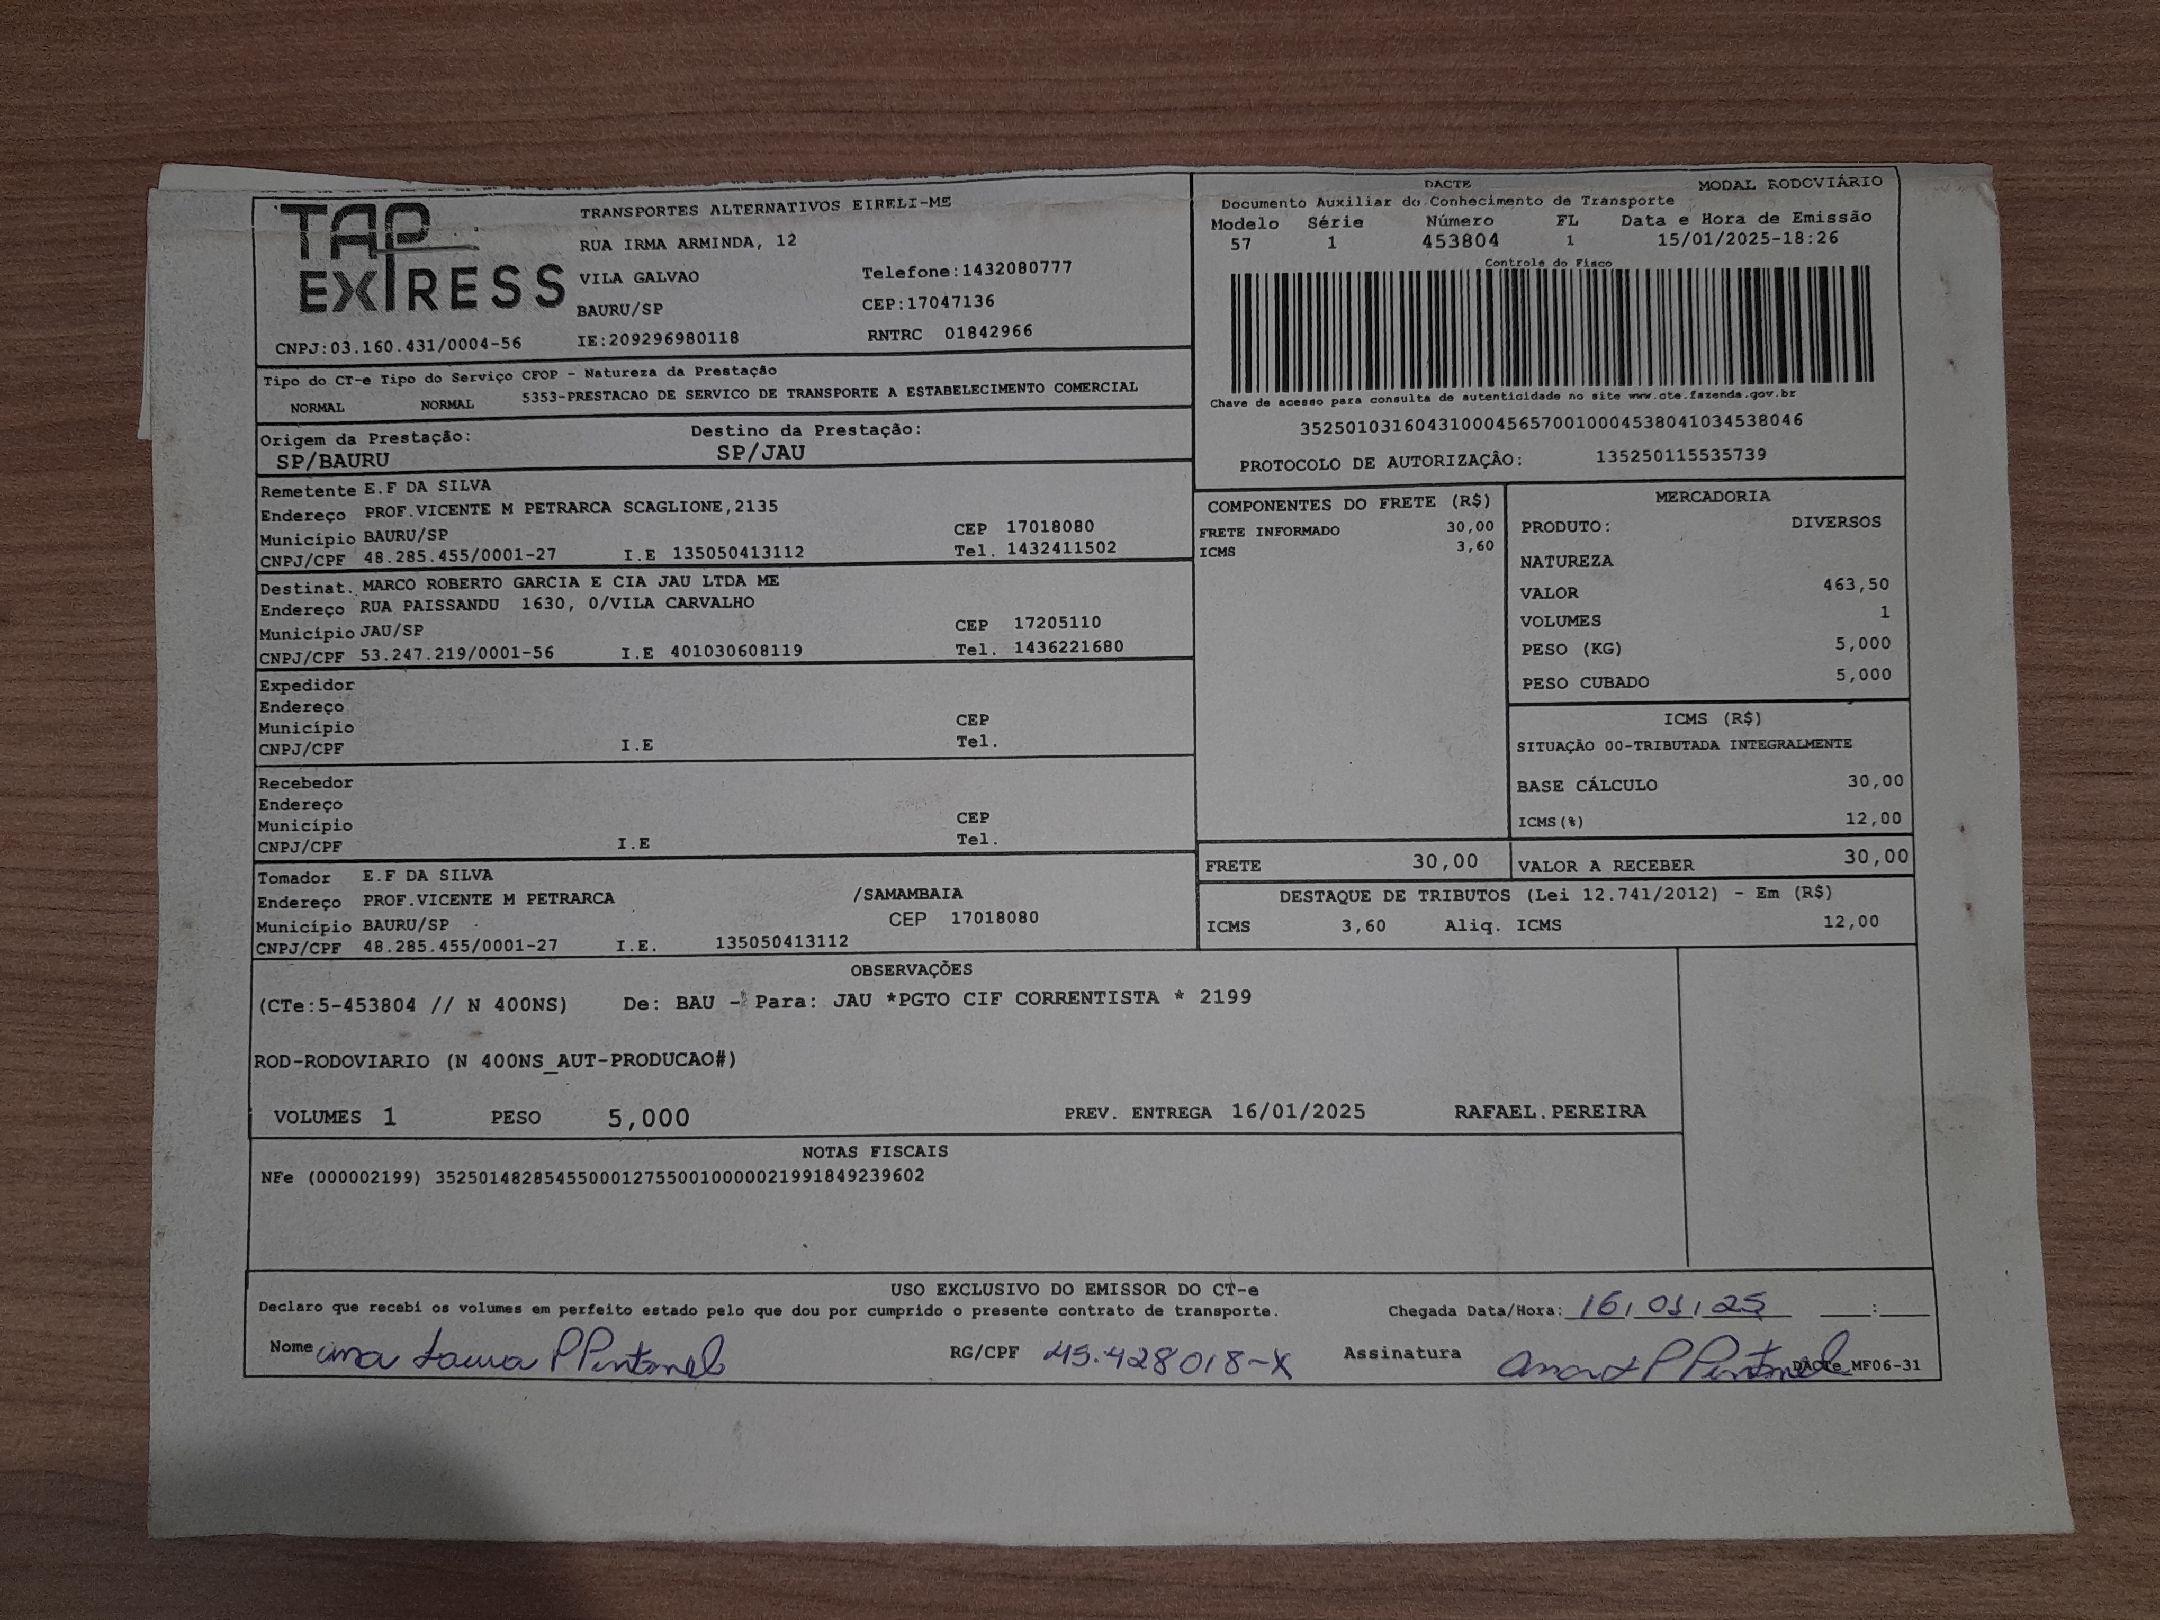 TAP EXPRESS
TRANSPORTES ALTERNATIVOS EIRELI-ME
RUA IRMA ARMINDA, 12
VILA GALVAO Telefone:1432080777
BAURU/SP CEP:17047136
CNPJ:03.160.431/0004-56 IE:209296980118 RNTRC 01842966
DACTE MODAL RODOVIÁRIO
Documento Auxiliar do Conhecimento de Transporte
Modelo Série Número FL Data e Hora de Emissão
57 1 453804 1 15/01/2025-18:26
Controle do Fisco
Chave de acesso para consulta de autenticidade no site www.cte.fazenda.gov.br
35250103160431000456570010004538041034538046
PROTOCOLO DE AUTORIZAÇÃO: 135250115535739
Tipo do CT-e Tipo do Serviço CFOP - Natureza da Prestação
NORMAL NORMAL 5353-PRESTACAO DE SERVICO DE TRANSPORTE A ESTABELECIMENTO COMERCIAL
Origem da Prestação: Destino da Prestação:
SP/BAURU SP/JAU
Remetente E.F DA SILVA
Endereço PROF.VICENTE M PETRARCA SCAGLIONE,2135
Município BAURU/SP CEP 17018080
CNPJ/CPF 48.285.455/0001-27 I.E 135050413112 Tel. 1432411502
Destinat. MARCO ROBERTO GARCIA E CIA JAU LTDA ME
Endereço RUA PAISSANDU 1630, 0/VILA CARVALHO
Município JAU/SP CEP 17205110
CNPJ/CPF 53.247.219/0001-56 I.E 401030608119 Tel. 1436221680
Expedidor
Endereço
Município CEP
CNPJ/CPF I.E Tel.
Recebedor
Endereço
Município CEP
CNPJ/CPF I.E Tel.
Tomador E.F DA SILVA
Endereço PROF.VICENTE M PETRARCA /SAMAMBAIA
Município BAURU/SP CEP 17018080
CNPJ/CPF 48.285.455/0001-27 I.E. 135050413112
COMPONENTES DO FRETE (R$)
FRETE INFORMADO 30,00
ICMS 3,60
MERCADORIA
PRODUTO: DIVERSOS
NATUREZA
VALOR 463,50
VOLUMES 1
PESO (KG) 5,000
PESO CUBADO 5,000
ICMS (R$)
SITUAÇÃO 00-TRIBUTADA INTEGRALMENTE
BASE CÁLCULO 30,00
ICMS(%) 12,00
FRETE 30,00 VALOR A RECEBER 30,00
DESTAQUE DE TRIBUTOS (Lei 12.741/2012) - Em (R$)
ICMS 3,60 Aliq. ICMS 12,00
OBSERVAÇÕES
(CTe:5-453804 // N 400NS) De: BAU - Para: JAU *PGTO CIF CORRENTISTA * 2199
ROD-RODOVIARIO (N 400NS_AUT-PRODUCAO#)
VOLUMES 1 PESO 5,000 PREV. ENTREGA 16/01/2025 RAFAEL.PEREIRA
NOTAS FISCAIS
NFe (000002199) 35250148285455000127550010000021991849239602
USO EXCLUSIVO DO EMISSOR DO CT-e
Declaro que recebi os volumes em perfeito estado pelo que dou por cumprido o presente contrato de transporte. Chegada Data/Hora: 16,01,25 :
Nome RG/CPF 45.428018-X Assinatura DACTe_MF06-31